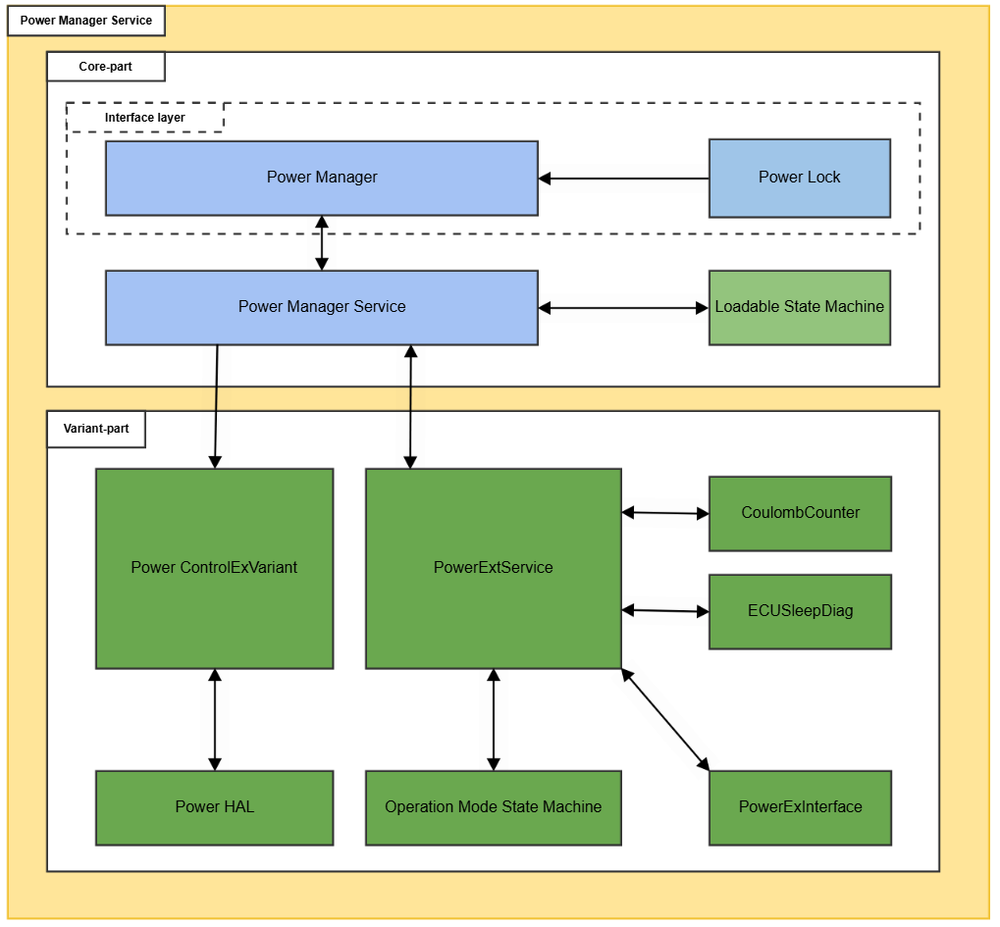 Power Manager Service
Core-part
Interface layer
Power Manager
Power Lock
Power Manager Service
Loadable State Machine
Variant-part
Power ControlExVariant
PowerExtService
CoulombCounter
ECUSleepDiag
Power HAL
Operation Mode State Machine
PowerExInterface